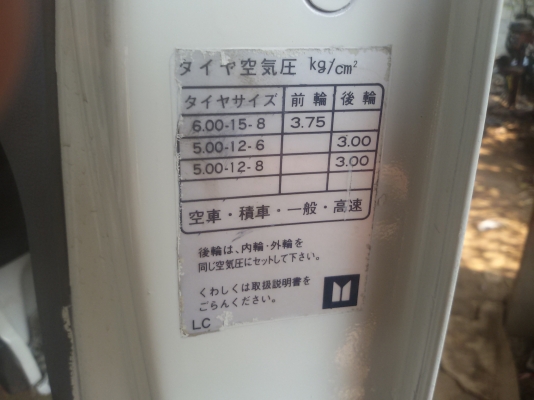 タイヤ空気圧 kg/cm²
タイヤサイズ 前輪 後輪
6.00-15-8 3.75
5.00-12-6 3.00
5.00-12-8 3.00
空車・積車・一般・高速
後輪は、内輪・外輪を
同じ空気圧にセットして下さい。
くわしくは取扱説明書を
ごらんください。
LC